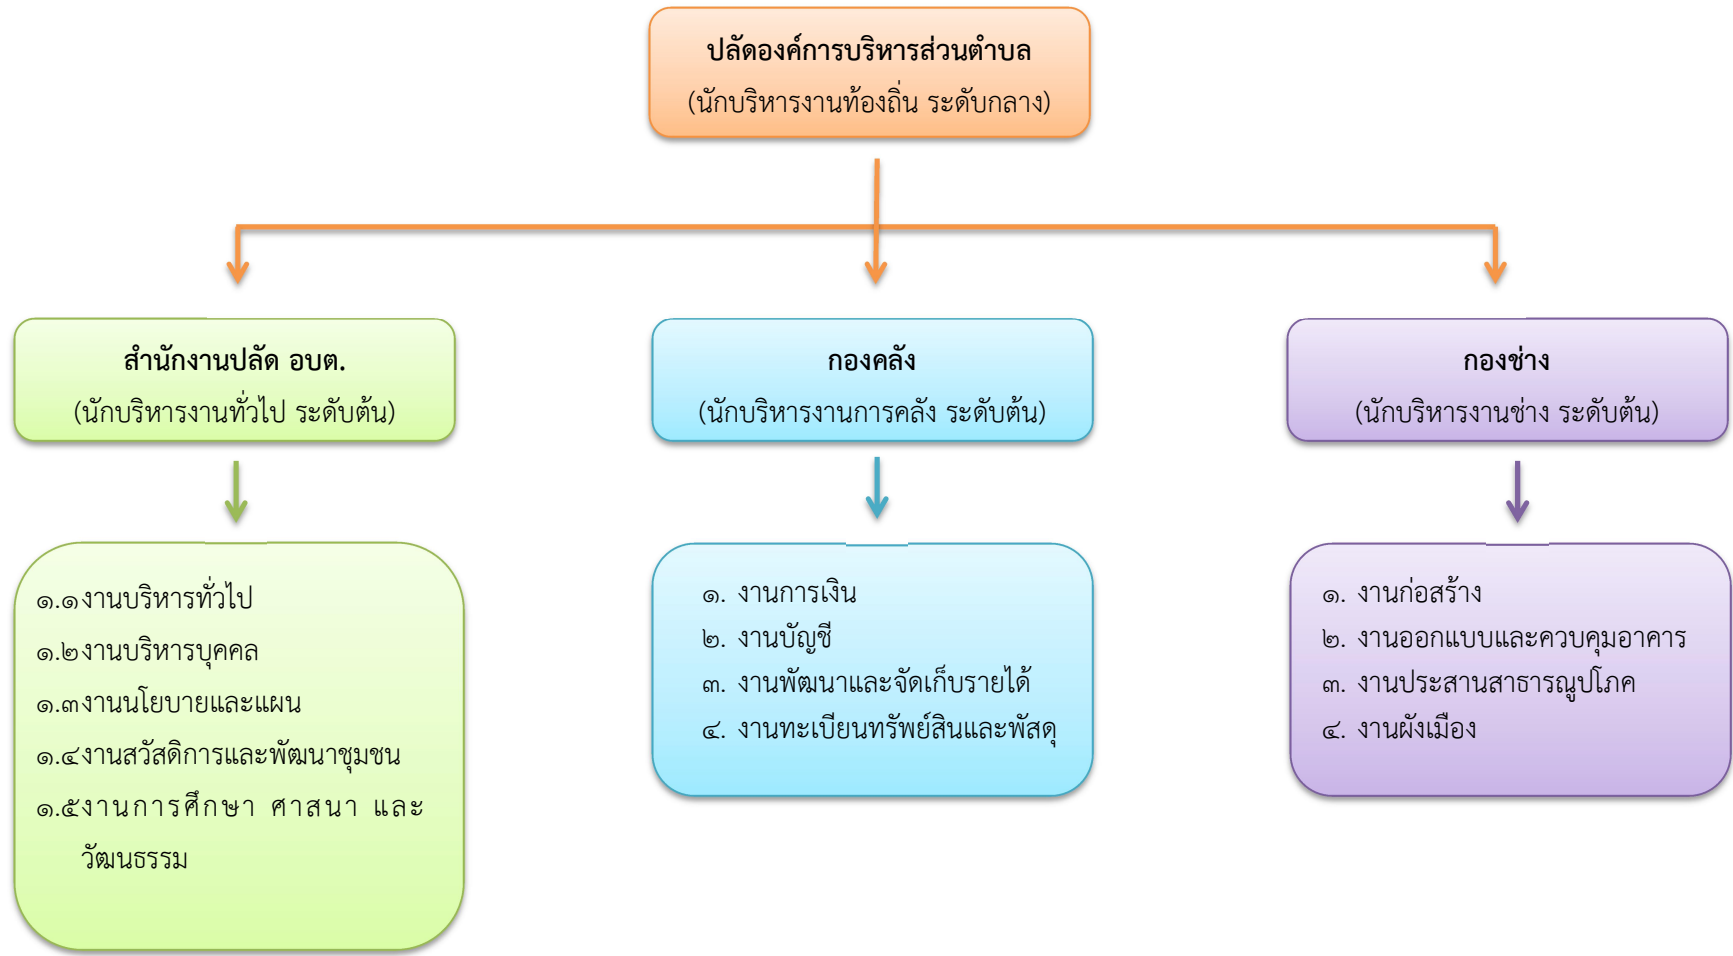 ปลัดองค์การบริหารส่วนตำบล
(นักบริหารงานท้องถิ่น ระดับกลาง)
สำนักงานปลัด อบต.
(นักบริหารงานทั่วไป ระดับต้น)
กองคลัง
(นักบริหารงานการคลัง ระดับต้น)
กองช่าง
(นักบริหารงานช่าง ระดับต้น)
๑.๑งานบริหารทั่วไป
๑.๒งานบริหารบุคคล
๑.๓งานนโยบายและแผน
๑.๔งานสวัสดิการและพัฒนาชุมชน
๑.๕งานการศึกษา ศาสนา และ
วัฒนธรรม
๑. งานการเงิน
๒. งานบัญชี
๓. งานพัฒนาและจัดเก็บรายได้
๔. งานทะเบียนทรัพย์สินและพัสดุ
๑. งานก่อสร้าง
๒. งานออกแบบและควบคุมอาคาร
๓. งานประสานสาธารณูปโภค
๔. งานผังเมือง